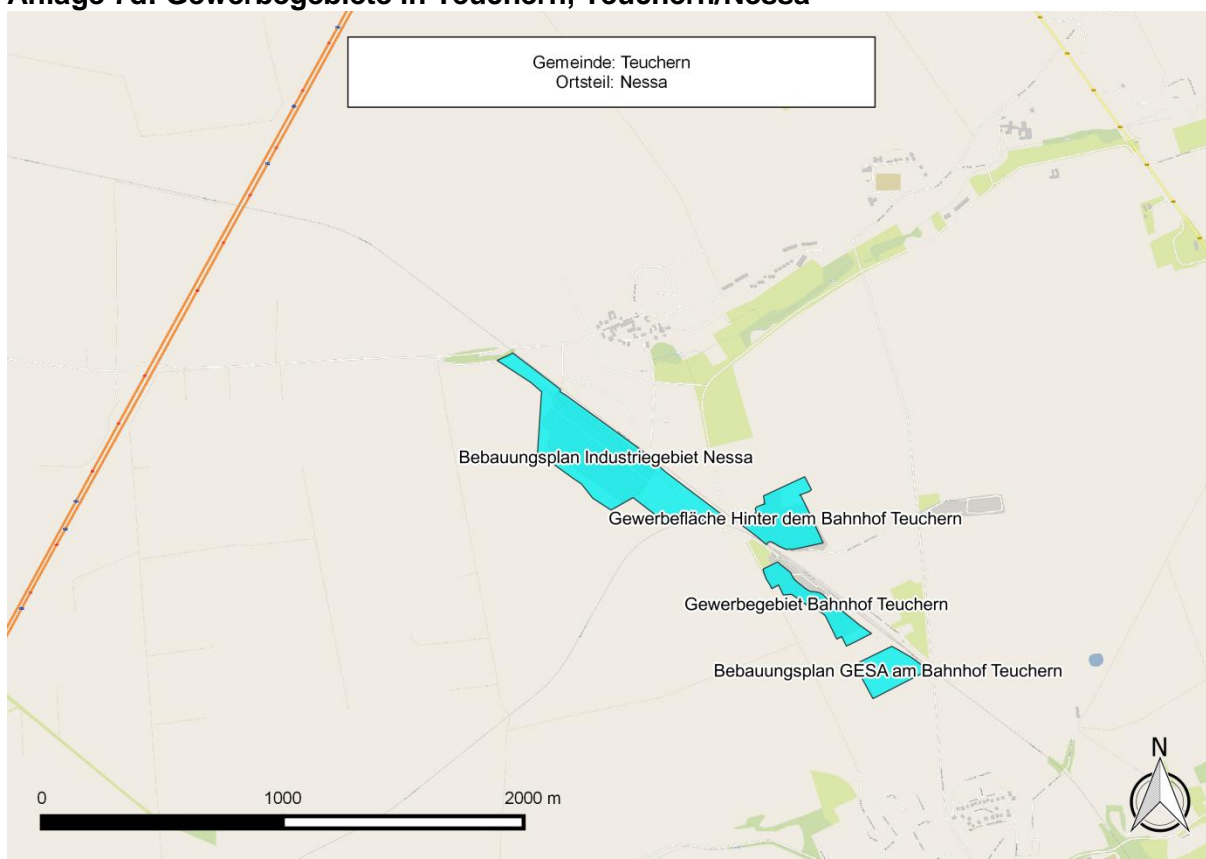 Anlage 7d: Gewerbegebiete in Teuchern, Teuchern/Nessa
Gemeinde: Teuchern
Ortsteil: Nessa
Bebauungsplan Industriegebiet Nessa
Gewerbefläche Hinter dem Bahnhof Teuchern
Gewerbegebiet Bahnhof Teuchern
Bebauungsplan GESA am Bahnhof Teuchern
N
0 1000 2000 m